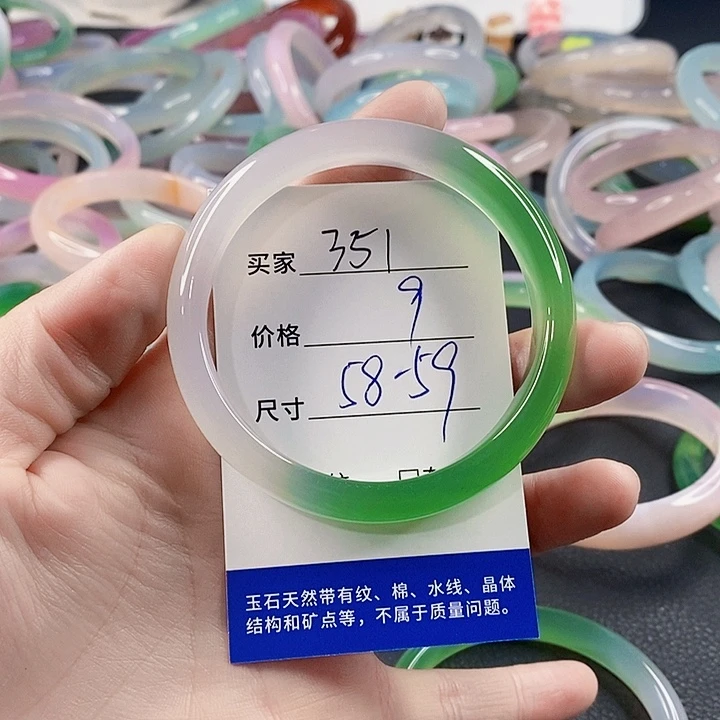 买家 351
价格 9
尺寸 58-59
玉石天然带有纹、棉、水线、晶体
结构和矿点等，不属于质量问题。